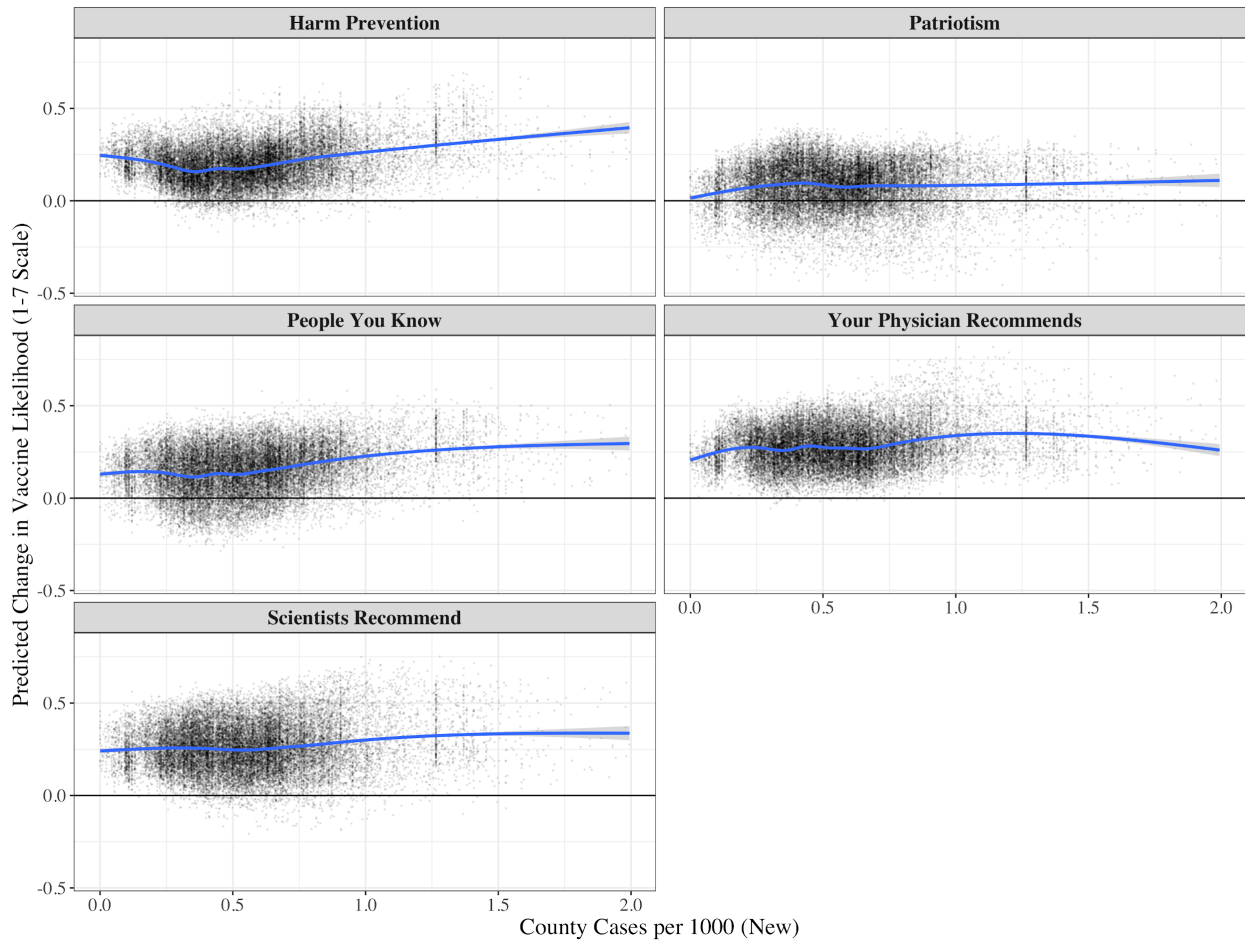 Harm Prevention
Patriotism
0.5
0.0
-0.5
People You Know
Your Physician Recommends
0.5
0.0
-0.5
0.0 0.5 1.0 1.5 2.0
Scientists Recommend
0.5
0.0
-0.5
0.0 0.5 1.0 1.5 2.0
County Cases per 1000 (New)
Predicted Change in Vaccine Likelihood (1-7 Scale)